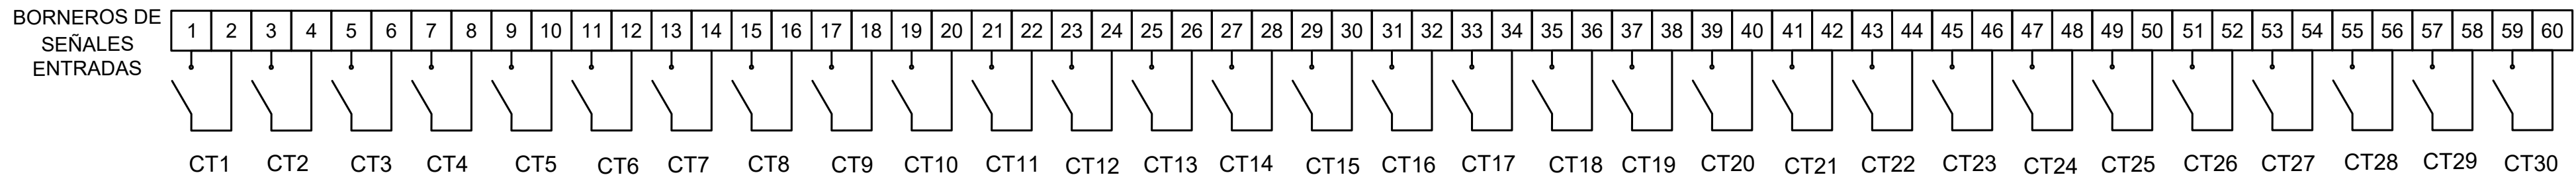 BORNEROS DE
SEÑALES
ENTRADAS
1 2 3 4 5 6 7 8 9 10 11 12 13 14 15 16 17 18 19 20 21 22 23 24 25 26 27 28 29 30 31 32 33 34 35 36 37 38 39 40 41 42 43 44 45 46 47 48 49 50 51 52 53 54 55 56 57 58 59 60
CT1 CT2 CT3 CT4 CT5 CT6 CT7 CT8 CT9 CT10 CT11 CT12 CT13 CT14 CT15 CT16 CT17 CT18 CT19 CT20 CT21 CT22 CT23 CT24 CT25 CT26 CT27 CT28 CT29 CT30